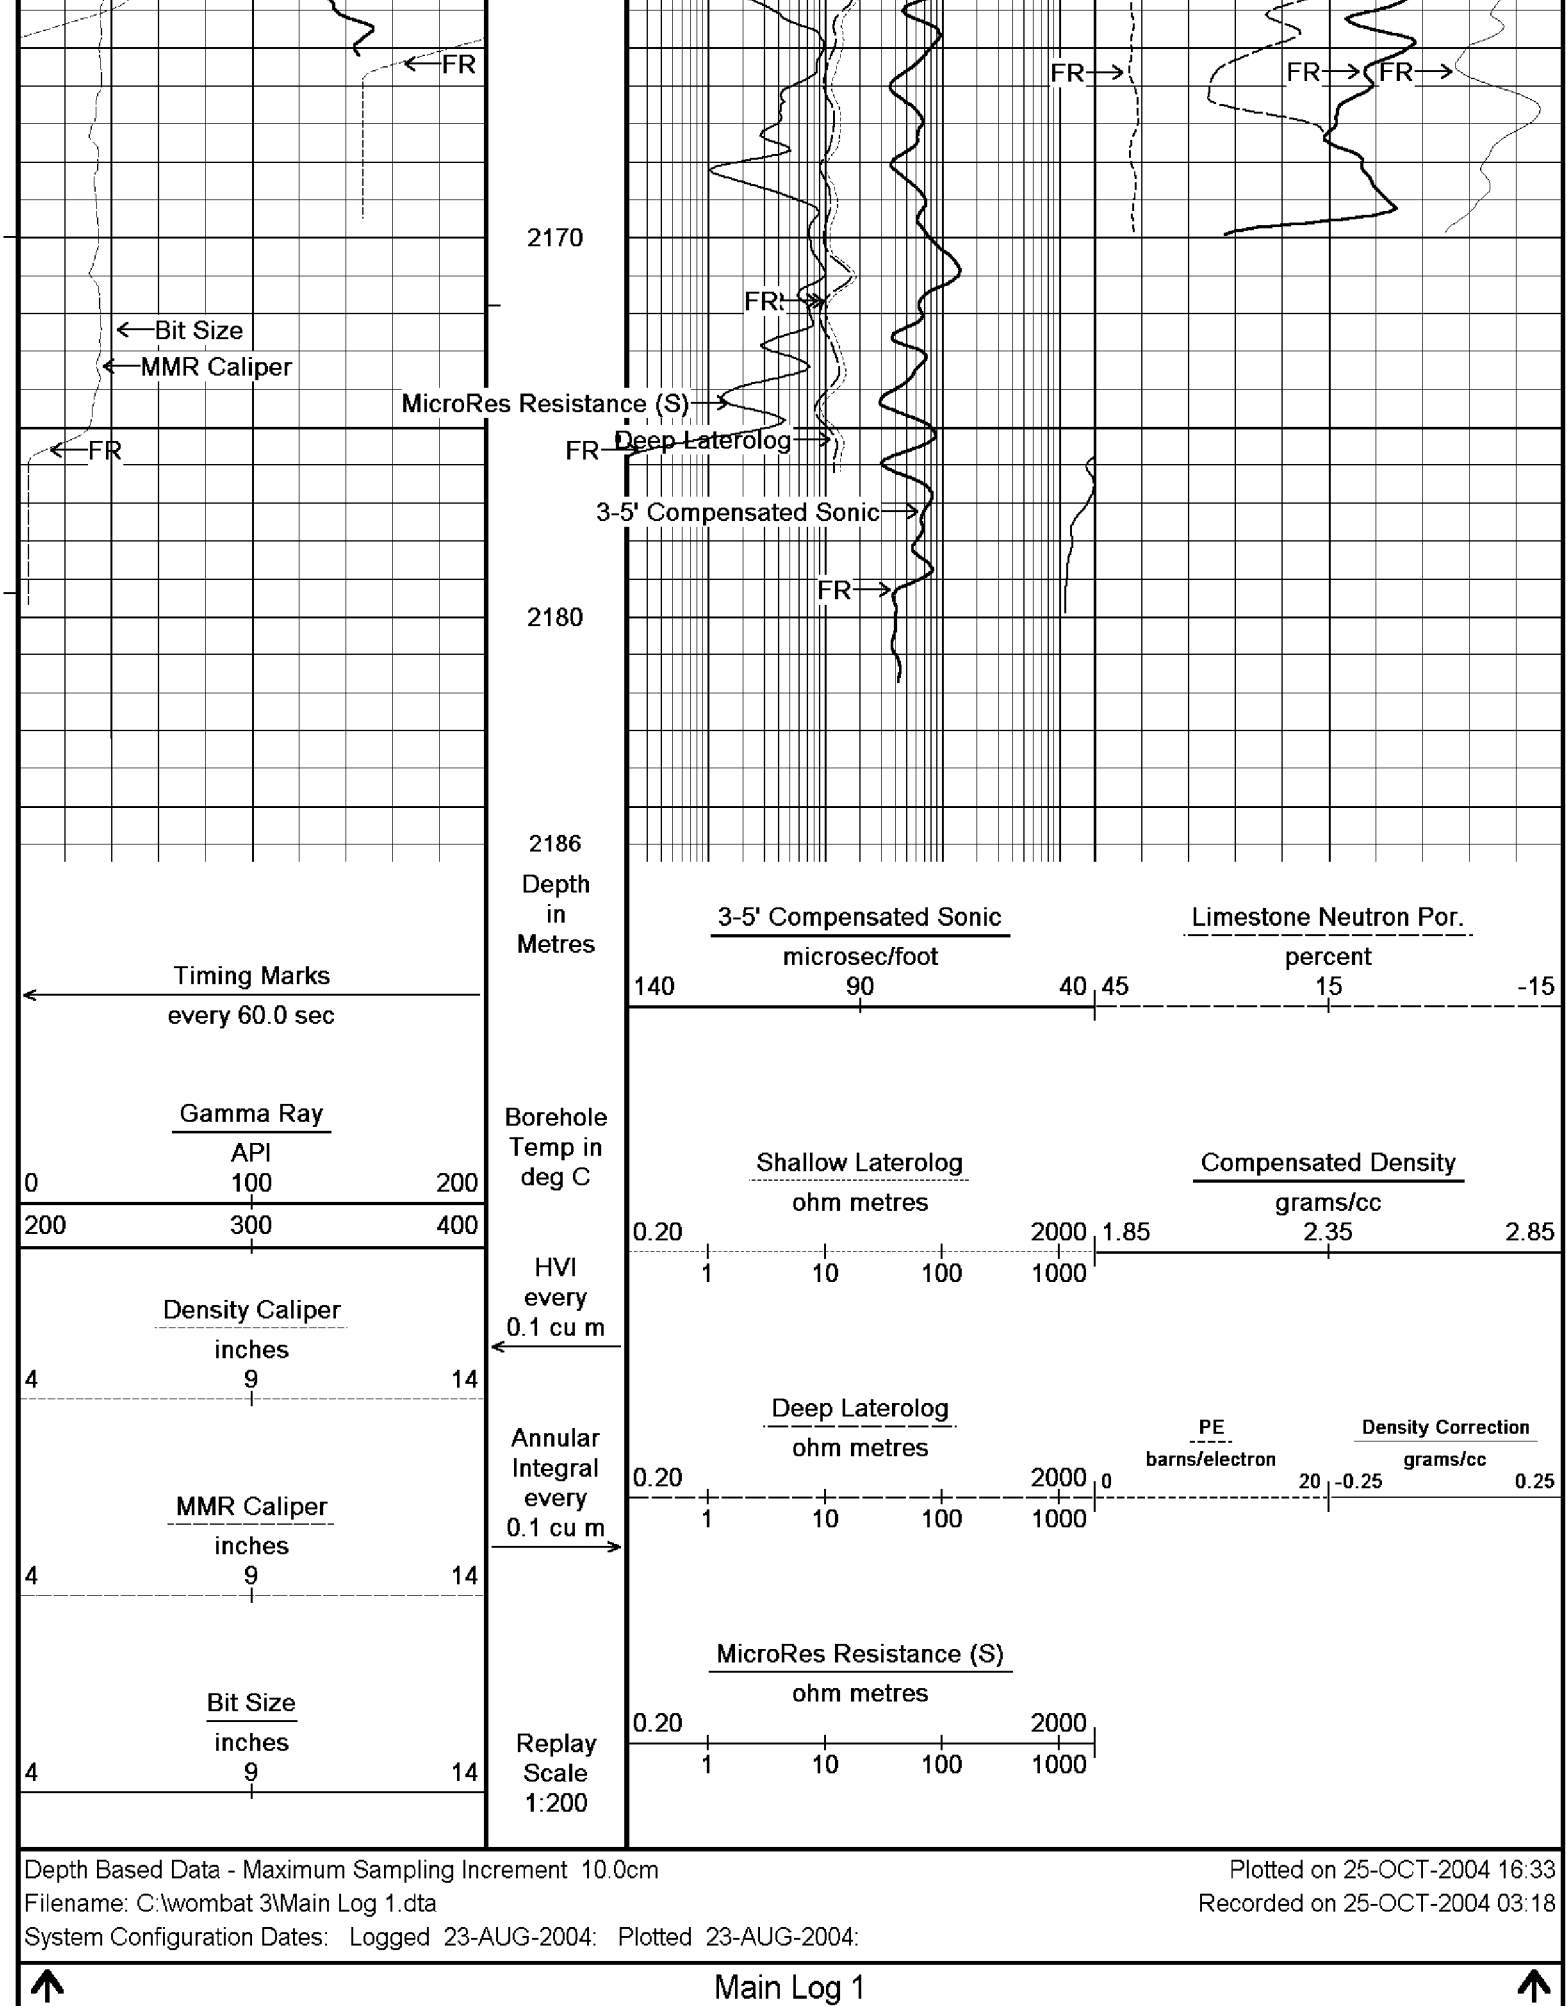 FR
FR
FR
FR
2170
FR
Bit Size
MMR Caliper
MicroRes Resistance (S)
Deep Laterolog
FR
FR
3-5' Compensated Sonic
FR
2180
2186
Depth
in
Metres
Timing Marks
every 60.0 sec
3-5' Compensated Sonic
microsec/foot
140 90 40
Limestone Neutron Por.
percent
45 15 -15
Gamma Ray
API
0 100 200
200 300 400
Borehole
Temp in
deg C
Shallow Laterolog
ohm metres
0.20 2000
1 10 100 1000
Compensated Density
grams/cc
1.85 2.35 2.85
HVI
every
0.1 cu m
Density Caliper
inches
4 9 14
Deep Laterolog
ohm metres
0.20 2000
1 10 100 1000
PE
barns/electron
0 20
Density Correction
grams/cc
-0.25 0.25
Annular
Integral
every
0.1 cu m
MMR Caliper
inches
4 9 14
MicroRes Resistance (S)
ohm metres
0.20 2000
1 10 100 1000
Bit Size
inches
4 9 14
Replay
Scale
1:200
Depth Based Data - Maximum Sampling Increment 10.0cm
Plotted on 25-OCT-2004 16:33
Filename: C:\wombat 3\Main Log 1.dta
Recorded on 25-OCT-2004 03:18
System Configuration Dates: Logged 23-AUG-2004: Plotted 23-AUG-2004:
Main Log 1